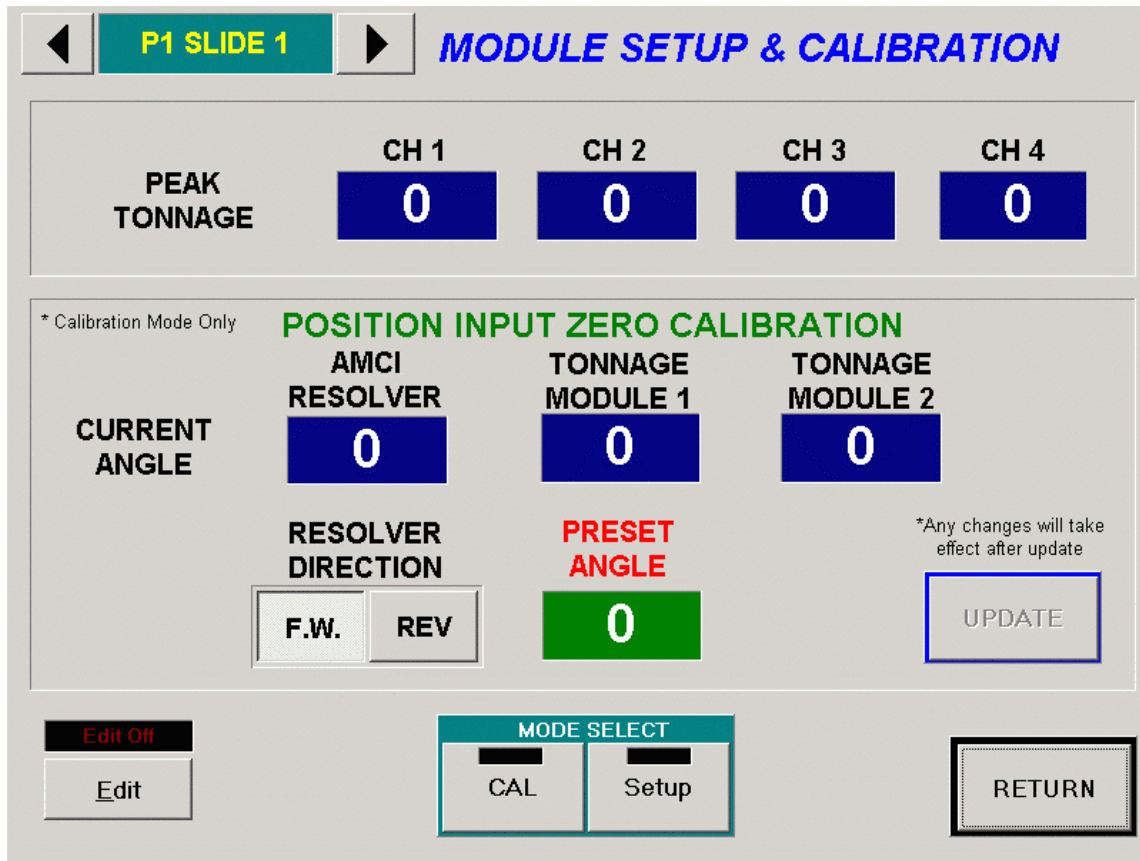 P1 SLIDE 1
MODULE SETUP & CALIBRATION
CH 1 CH 2 CH 3 CH 4
PEAK
TONNAGE
0 0 0 0
* Calibration Mode Only
POSITION INPUT ZERO CALIBRATION
AMCI
RESOLVER
TONNAGE
MODULE 1
TONNAGE
MODULE 2
CURRENT
ANGLE
0 0 0
RESOLVER
DIRECTION
F.W. REV
PRESET
ANGLE
0
*Any changes will take
effect after update
UPDATE
Edit Off
Edit
MODE SELECT
CAL Setup
RETURN